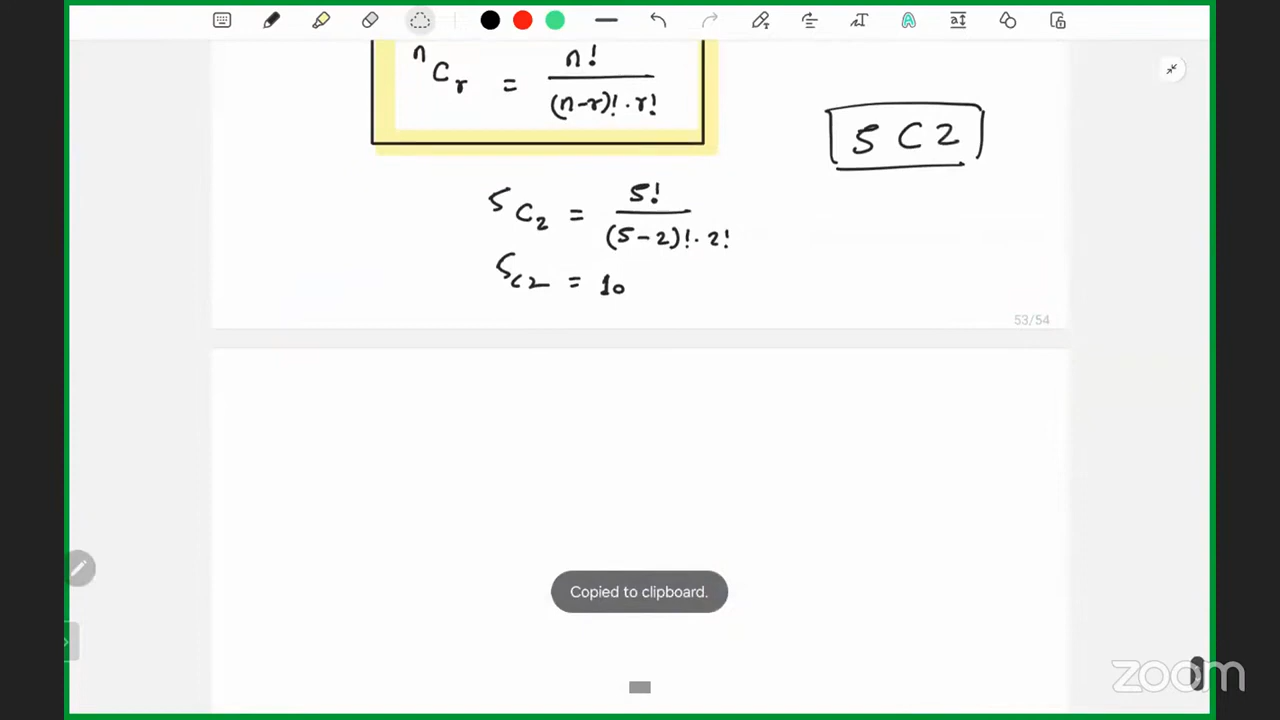 ⁿCᵣ = n! / (n-r)! · r!
5 C 2
⁵C₂ = 5! / (5-2)! · 2!
⁵C2 = 10
53/54
Copied to clipboard.
zoom